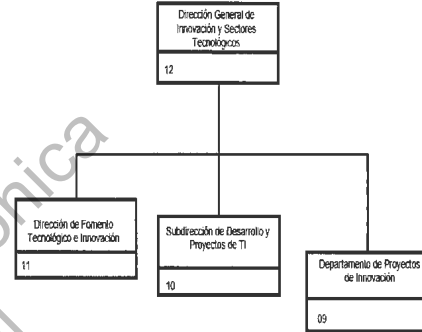 Dirección General de
Innovación y Sectores
Tecnológicos
12
Dirección de Fomento
Tecnológico e Innovación
11
Subdirección de Desarrollo y
Proyectos de TI
10
Departamento de Proyectos
de Innovación
09